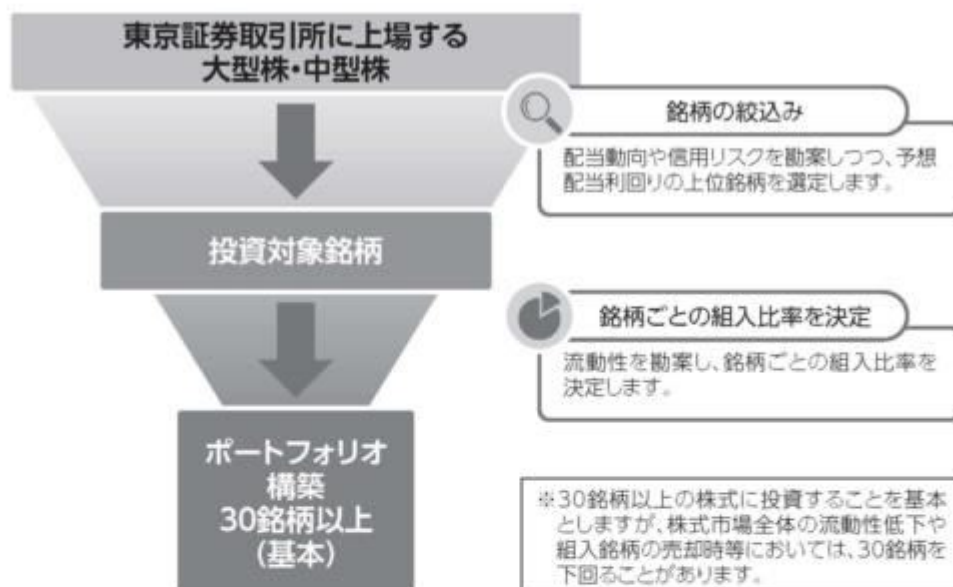 東京証券取引所に上場する
大型株・中型株
銘柄の絞込み
配当動向や信用リスクを勘案しつつ、予想
配当利回りの上位銘柄を選定します。
投資対象銘柄
銘柄ごとの組入比率を決定
流動性を勘案し、銘柄ごとの組入比率を
決定します。
ポートフォリオ
構築
30銘柄以上
(基本)
※30銘柄以上の株式に投資することを基本
としますが、株式市場全体の流動性低下や
組入銘柄の売却時等においては、30銘柄を
下回ることがあります。